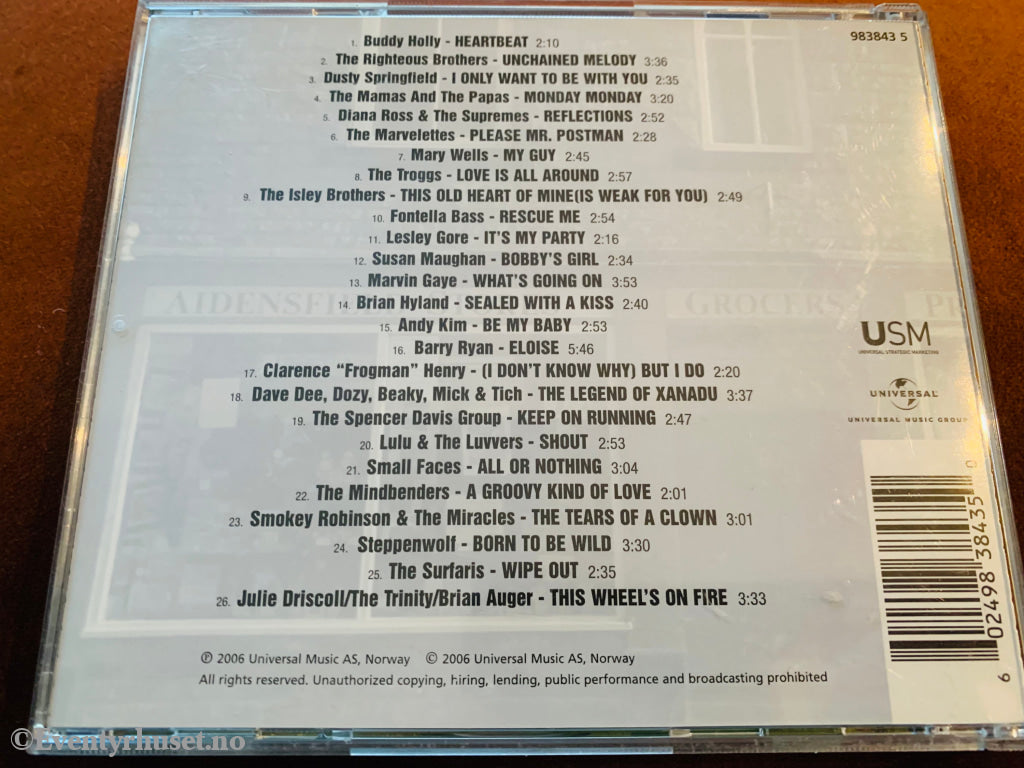 983843 5
1. Buddy Holly - HEARTBEAT 2:10
2. The Righteous Brothers - UNCHAINED MELODY 3:36
3. Dusty Springfield - I ONLY WANT TO BE WITH YOU 2:35
4. The Mamas And The Papas - MONDAY MONDAY 3:20
5. Diana Ross & The Supremes - REFLECTIONS 2:52
6. The Marvelettes - PLEASE MR. POSTMAN 2:28
7. Mary Wells - MY GUY 2:45
8. The Troggs - LOVE IS ALL AROUND 2:57
9. The Isley Brothers - THIS OLD HEART OF MINE(IS WEAK FOR YOU) 2:49
10. Fontella Bass - RESCUE ME 2:54
11. Lesley Gore - IT'S MY PARTY 2:16
12. Susan Maughan - BOBBY'S GIRL 2:34
13. Marvin Gaye - WHAT'S GOING ON 3:53
14. Brian Hyland - SEALED WITH A KISS 2:40
15. Andy Kim - BE MY BABY 2:53
16. Barry Ryan - ELOISE 5:46
17. Clarence "Frogman" Henry - (I DON'T KNOW WHY) BUT I DO 2:20
18. Dave Dee, Dozy, Beaky, Mick & Tich - THE LEGEND OF XANADU 3:37
19. The Spencer Davis Group - KEEP ON RUNNING 2:47
20. Lulu & The Luvvers - SHOUT 2:53
21. Small Faces - ALL OR NOTHING 3:04
22. The Mindbenders - A GROOVY KIND OF LOVE 2:01
23. Smokey Robinson & The Miracles - THE TEARS OF A CLOWN 3:01
24. Steppenwolf - BORN TO BE WILD 3:30
25. The Surfaris - WIPE OUT 2:35
26. Julie Driscoll/The Trinity/Brian Auger - THIS WHEEL'S ON FIRE 3:33
GROCERS
USM
UNIVERSAL STRATEGIC MARKETING
UNIVERSAL
UNIVERSAL MUSIC GROUP
6 02498 38435 0
℗ 2006 Universal Music AS, Norway © 2006 Universal Music AS, Norway
All rights reserved. Unauthorized copying, hiring, lending, public performance and broadcasting prohibited
©Eventyrhuset.no